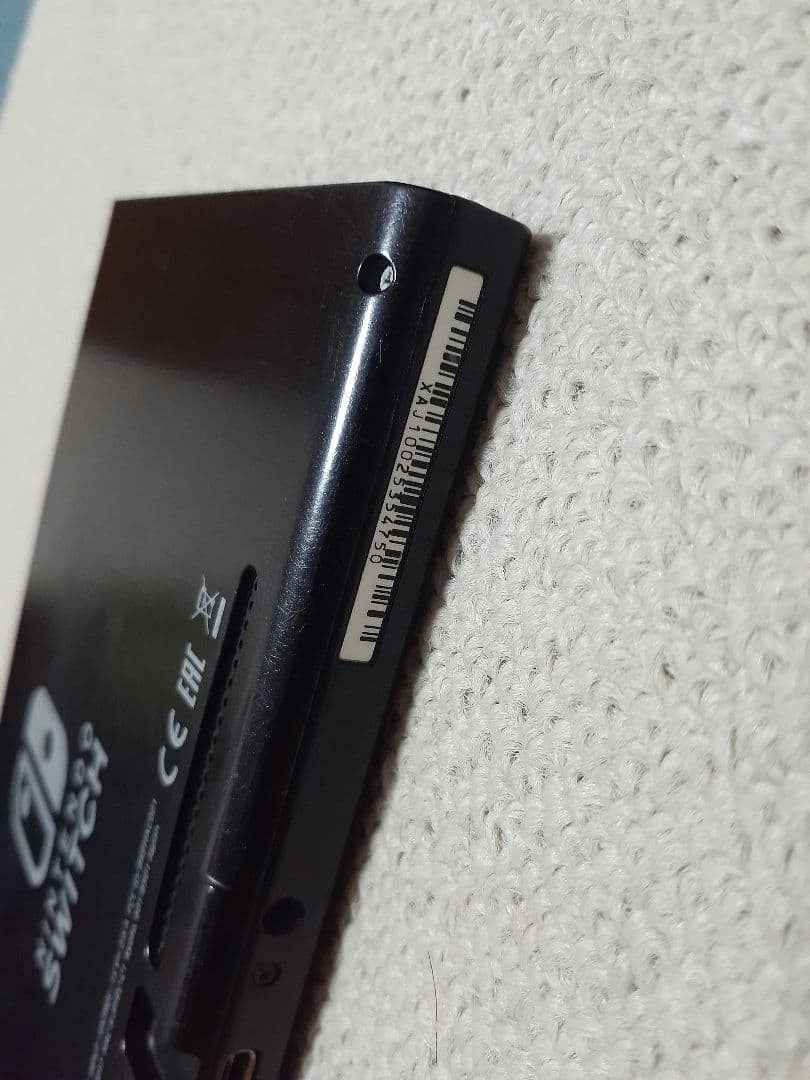 XAJ10025354750
CE EAC
NINTENDO
SWITCH